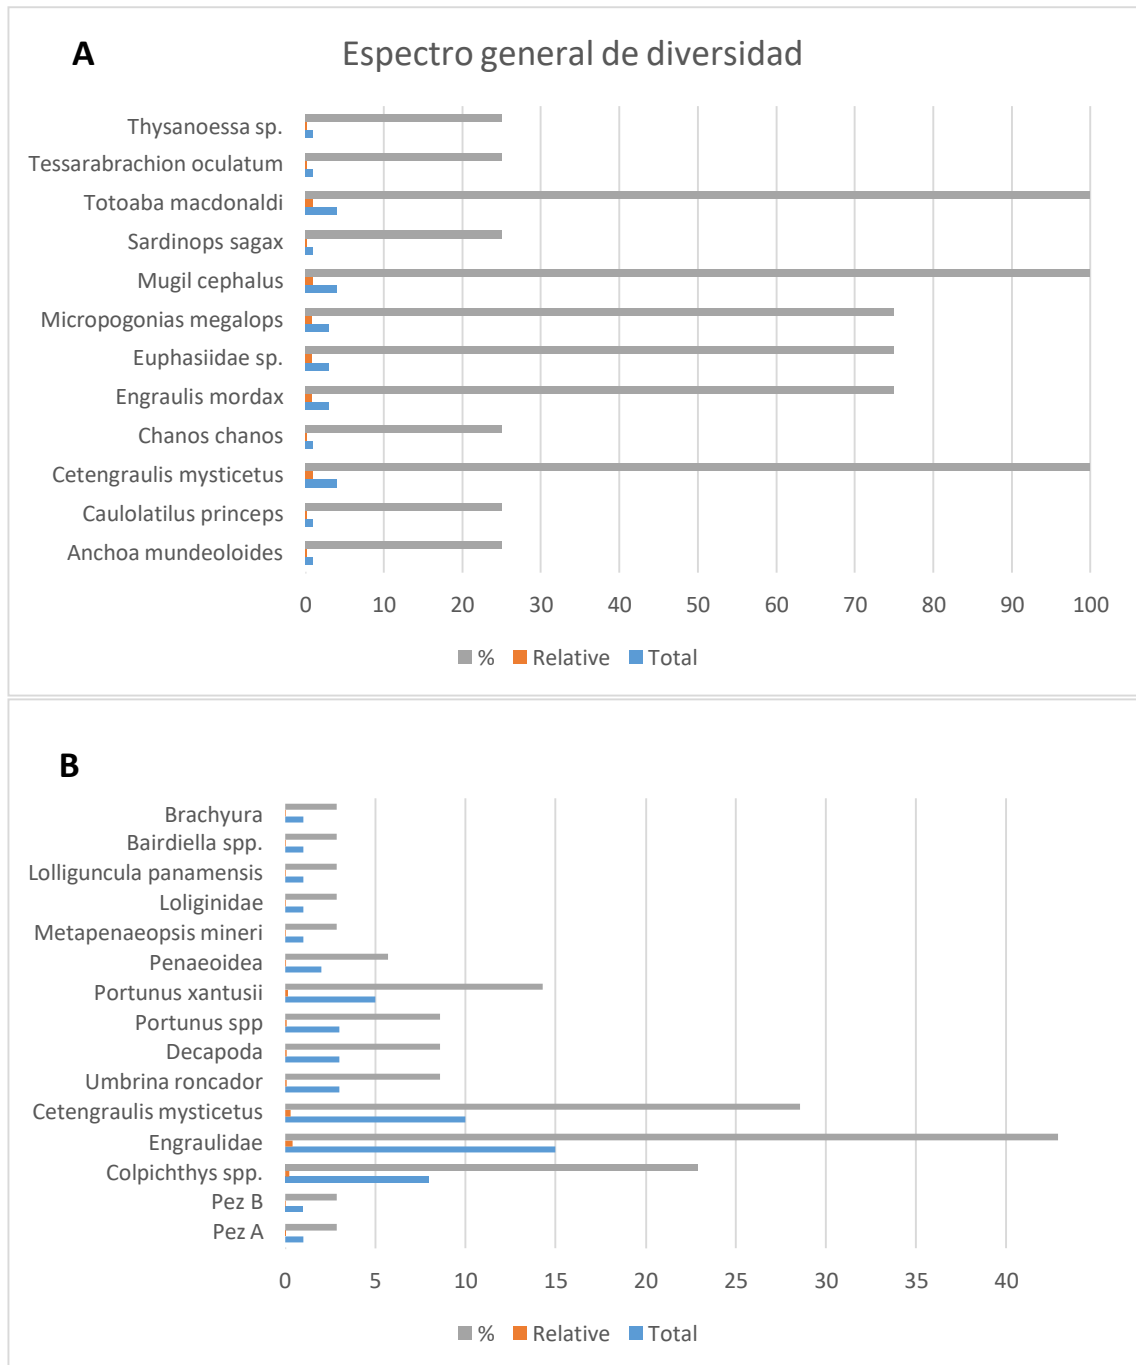 A
Espectro general de diversidad
Thysanoessa sp.
Tessarabrachion oculatum
Totoaba macdonaldi
Sardinops sagax
Mugil cephalus
Micropogonias megalops
Euphasiidae sp.
Engraulis mordax
Chanos chanos
Cetengraulis mysticetus
Caulolatilus princeps
Anchoa mundeoloides
0 10 20 30 40 50 60 70 80 90 100
% Relative Total
B
Brachyura
Bairdiella spp.
Lolliguncula panamensis
Loliginidae
Metapenaeopsis mineri
Penaeoidea
Portunus xantusii
Portunus spp
Decapoda
Umbrina roncador
Cetengraulis mysticetus
Engraulidae
Colpichthys spp.
Pez B
Pez A
0 5 10 15 20 25 30 35 40
% Relative Total